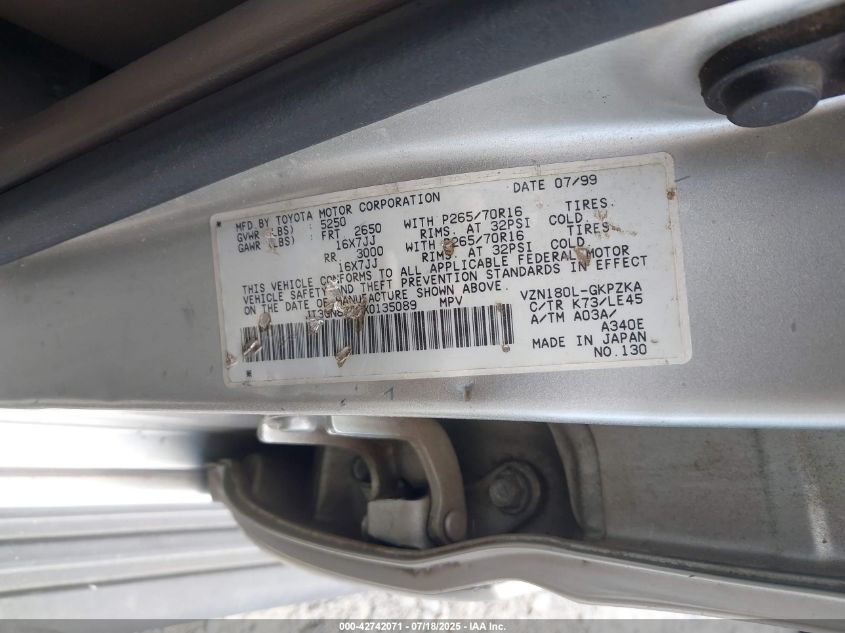 MFD.BY TOYOTA MOTOR CORPORATION DATE 07/99
GVWR (LBS) 5250
GAWR (LBS) FRT 2650 WITH P265/70R16 TIRES.
16X7JJ RIMS. AT 32PSI COLD.
RR. 3000 WITH P265/70R16 TIRES.
16X7JJ RIMS. AT 32PSI COLD.
THIS VEHICLE CONFORMS TO ALL APPLICABLE FEDERAL MOTOR
VEHICLE SAFETY AND THEFT PREVENTION STANDARDS IN EFFECT
ON THE DATE OF MANUFACTURE SHOWN ABOVE.
MPV
VZN180L-GKPZKA
C/TR K73/LE45
A/TM A03A/
A340E
MADE IN JAPAN
NO.130
000-42742071 - 07/18/2025 - IAA Inc.